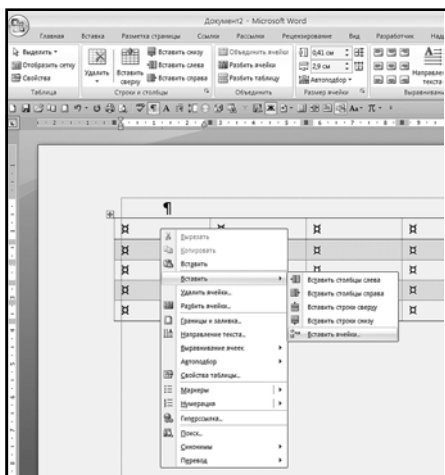 Документ2 - Microsoft Word
Главная Вставка Разметка страницы Ссылки Рассылки Рецензирование Вид Разработчик Над
Выделить
Отобразить сетку
Свойства
Таблица
Удалить
Вставить сверху
Вставить снизу
Вставить слева
Вставить справа
Строки и столбцы
Объединить ячейки
Разбить ячейки
Разбить таблицу
Объединить
0,41 см
2,9 см
Автоподбор
Размер ячейки
Направление текста
Выравнивание
¶
¤ ¤ ¤ ¤
¤ ¤ ¤
¤ ¤ ¤
¤ ¤
¤ ¤
Вырезать
Копировать
Вставить
Вставить
Удалить ячейки...
Разбить ячейки...
Границы и заливка...
Направление текста...
Выравнивание ячеек
Автоподбор
Свойства таблицы...
Маркеры
Нумерация
Гиперссылка...
Поиск...
Синонимы
Перевод
Вставить столбцы слева
Вставить столбцы справа
Вставить строки сверху
Вставить строки снизу
Вставить ячейки...